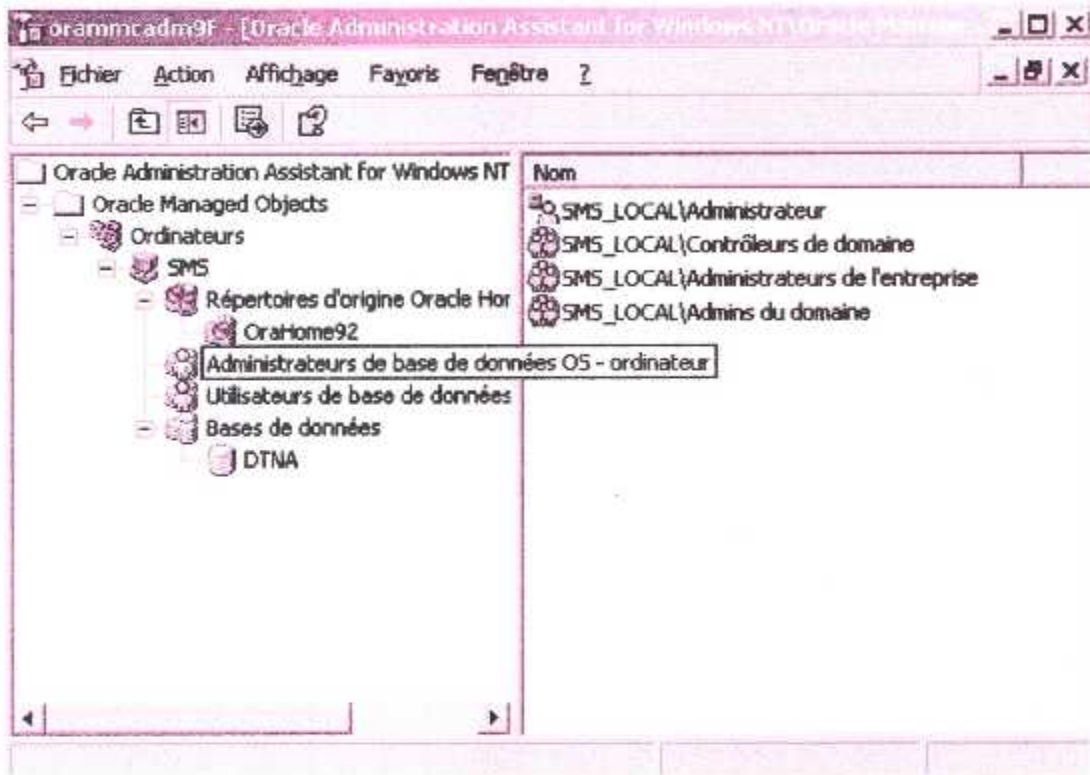 orammcadm9F - [Oracle Administration Assistant for Windows NT\Oracle
Fichier Action Affichage Favoris Fenêtre ?
Oracle Administration Assistant for Windows NT
Oracle Managed Objects
Ordinateurs
SMS
Répertoires d'origine Oracle Hor
OraHome92
Administrateurs de base de données OS - ordinateur
Utilisateurs de base de données
Bases de données
DTNA
Nom
SMS_LOCAL\Administrateur
SMS_LOCAL\Contrôleurs de domaine
SMS_LOCAL\Administrateurs de l'entreprise
SMS_LOCAL\Admins du domaine